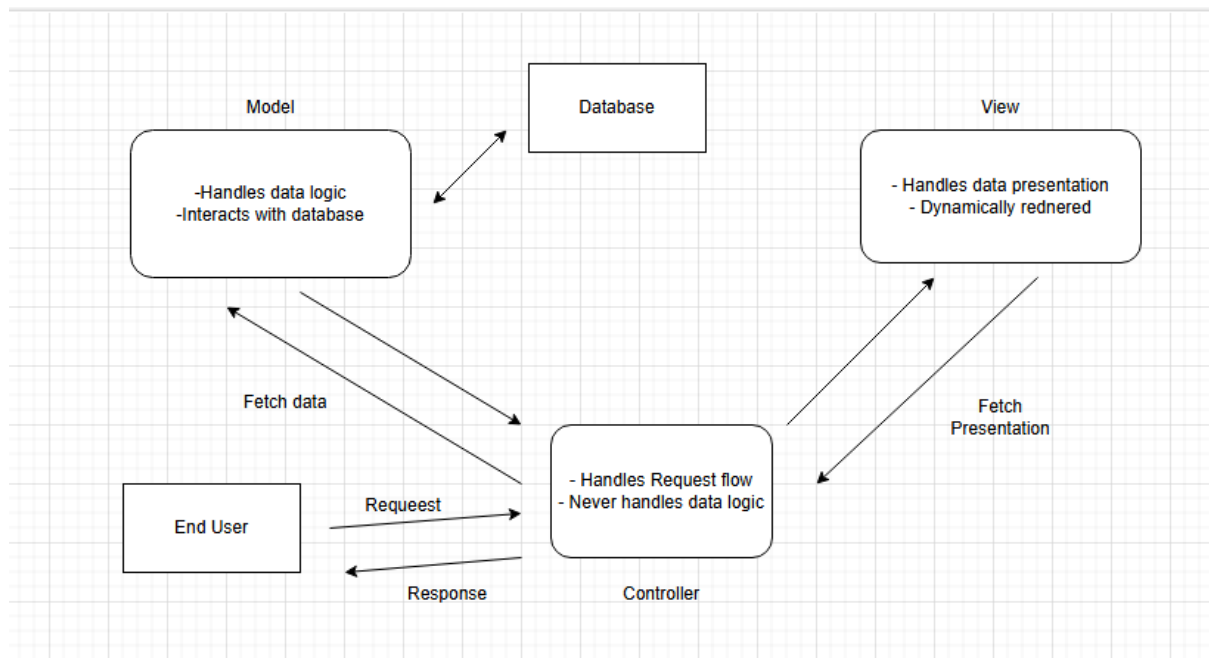 Model
Database
View
-Handles data logic
-Interacts with database
- Handles data presentation
- Dynamically rednered
Fetch data
Fetch
Presentation
- Handles Request flow
- Never handles data logic
Requeest
End User
Response
Controller